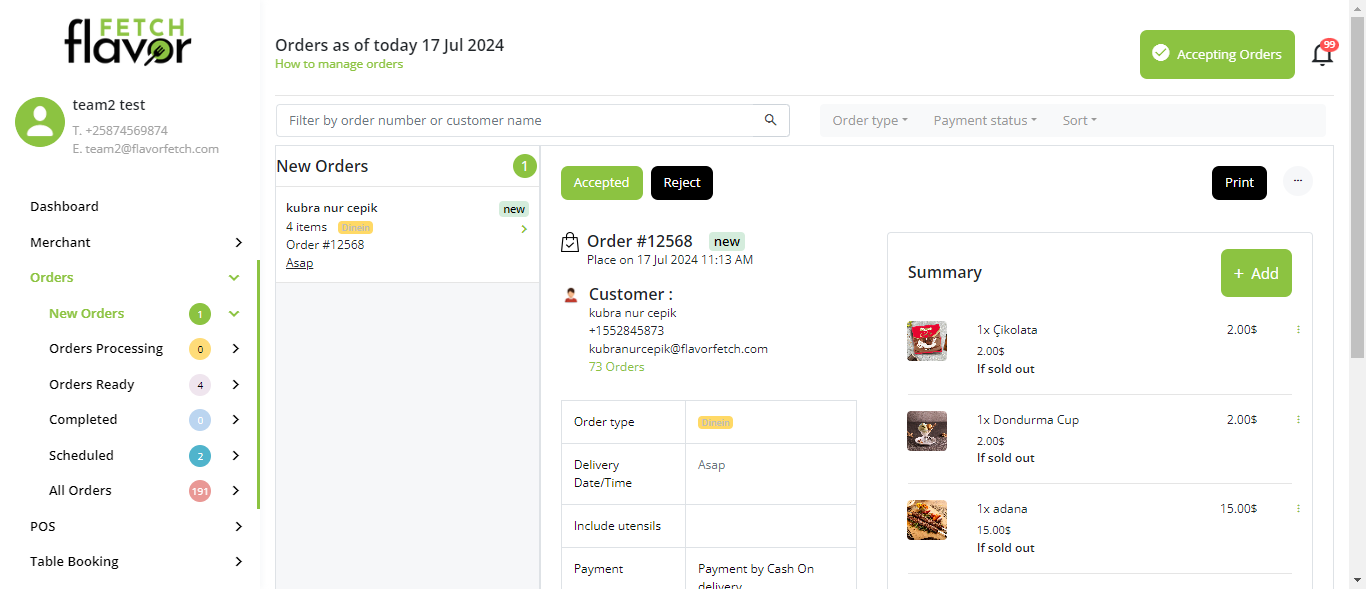 FETCH
flavor
team2 test
T. +25874569874
E. team2@flavorfetch.com
Dashboard
Merchant
Orders
New Orders 1
Orders Processing 0
Orders Ready 4
Completed 0
Scheduled 2
All Orders 191
POS
Table Booking
Orders as of today 17 Jul 2024
How to manage orders
Accepting Orders
99
Filter by order number or customer name
Order type Payment status Sort
New Orders 1
kubra nur cepik new
4 items Dinein
Order #12568
Asap
Accepted Reject Print ...
Order #12568 new
Place on 17 Jul 2024 11:13 AM
Customer :
kubra nur cepik
+1552845873
kubranurcepik@flavorfetch.com
73 Orders
Order type Dinein
Delivery Date/Time Asap
Include utensils
Payment Payment by Cash On
delivery
Summary + Add
1x Çikolata 2.00$
2.00$
If sold out
1x Dondurma Cup 2.00$
2.00$
If sold out
1x adana 15.00$
15.00$
If sold out